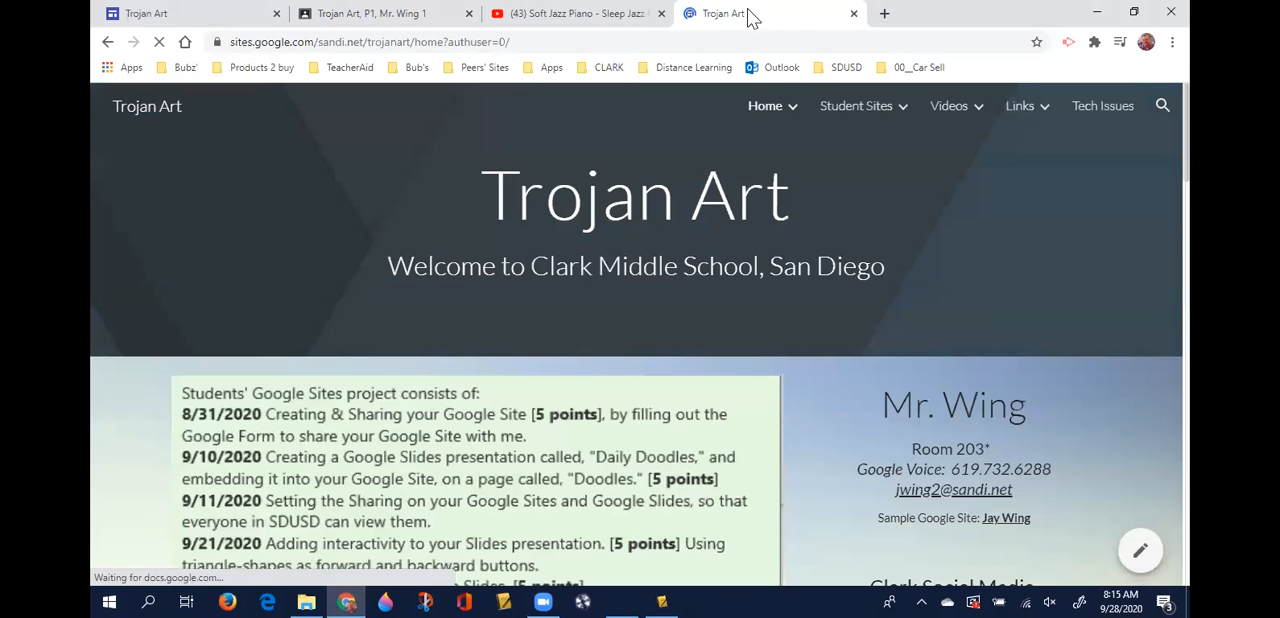 Trojan Art
Trojan Art, P1, Mr. Wing 1
(43) Soft Jazz Piano - Sleep Jazz
Trojan Art
sites.google.com/sandi.net/trojanart/home?authuser=0/
Apps Bubz' Products 2 buy TeacherAid Bub's Peers' Sites Apps CLARK Distance Learning Outlook SDUSD 00__Car Sell
Trojan Art
Home Student Sites Videos Links Tech Issues
Trojan Art
Welcome to Clark Middle School, San Diego
Students' Google Sites project consists of:
8/31/2020 Creating & Sharing your Google Site [5 points], by filling out the
Google Form to share your Google Site with me.
9/10/2020 Creating a Google Slides presentation called, "Daily Doodles," and
embedding it into your Google Site, on a page called, "Doodles." [5 points]
9/11/2020 Setting the Sharing on your Google Sites and Google Slides, so that
everyone in SDUSD can view them.
9/21/2020 Adding interactivity to your Slides presentation. [5 points] Using
triangle-shapes as forward and backward buttons.
Slides. [5 points]
Mr. Wing
Room 203*
Google Voice: 619.732.6288
jwing2@sandi.net
Sample Google Site: Jay Wing
Clark Social Media
Waiting for docs.google.com...
8:15 AM
9/28/2020
3